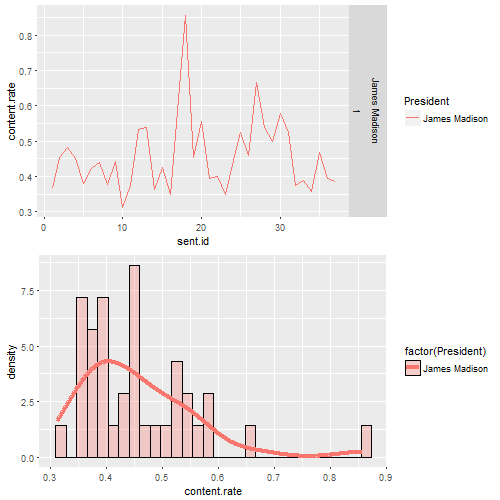 content.rate
0.8
0.7
0.6
0.5
0.4
0.3
0
10
20
30
sent.id
James Madison
1
President
James Madison
density
7.5
5.0
2.5
0.0
0.3
0.4
0.5
0.6
0.7
0.8
0.9
content.rate
factor(President)
James Madison